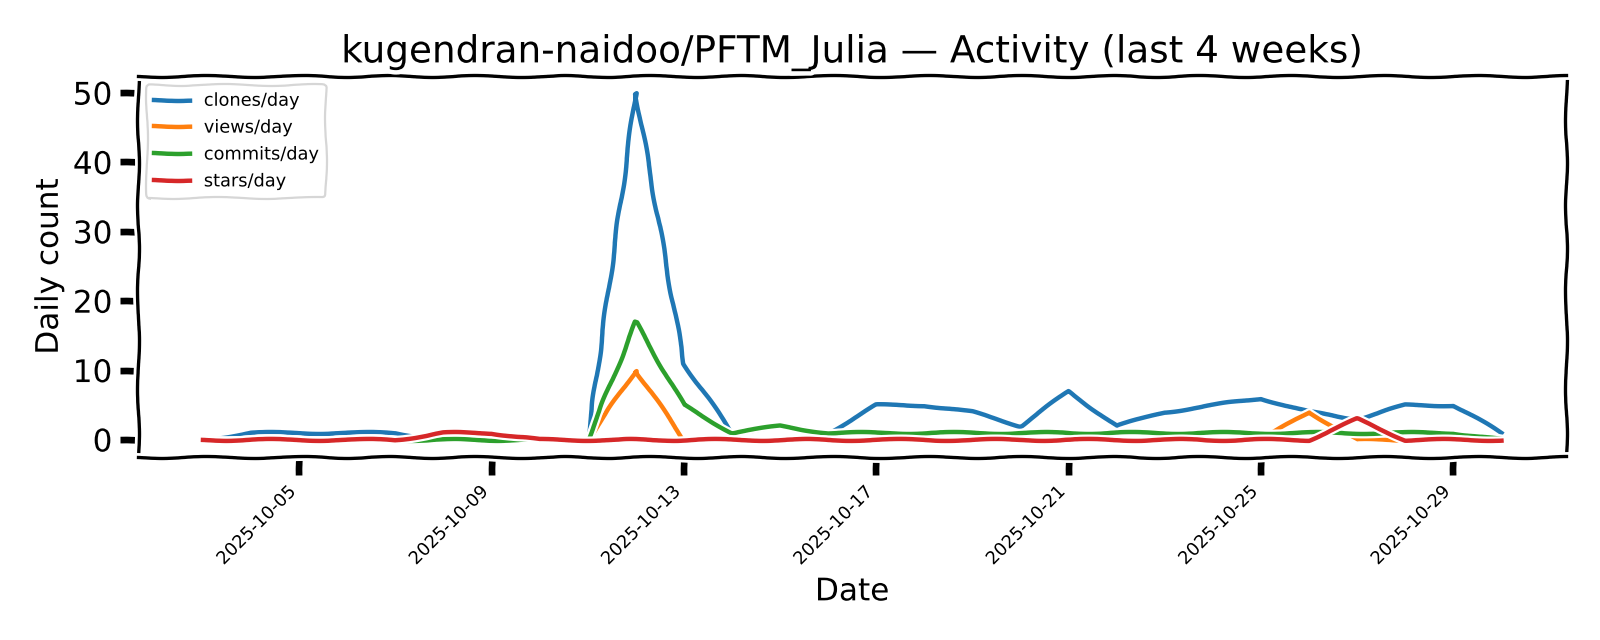 kugendran-naidoo/PFTM_Julia — Activity (last 4 weeks)
clones/day
views/day
commits/day
stars/day
Daily count
50
40
30
20
10
0
2025-10-05
2025-10-09
2025-10-13
2025-10-17
2025-10-21
2025-10-25
2025-10-29
Date